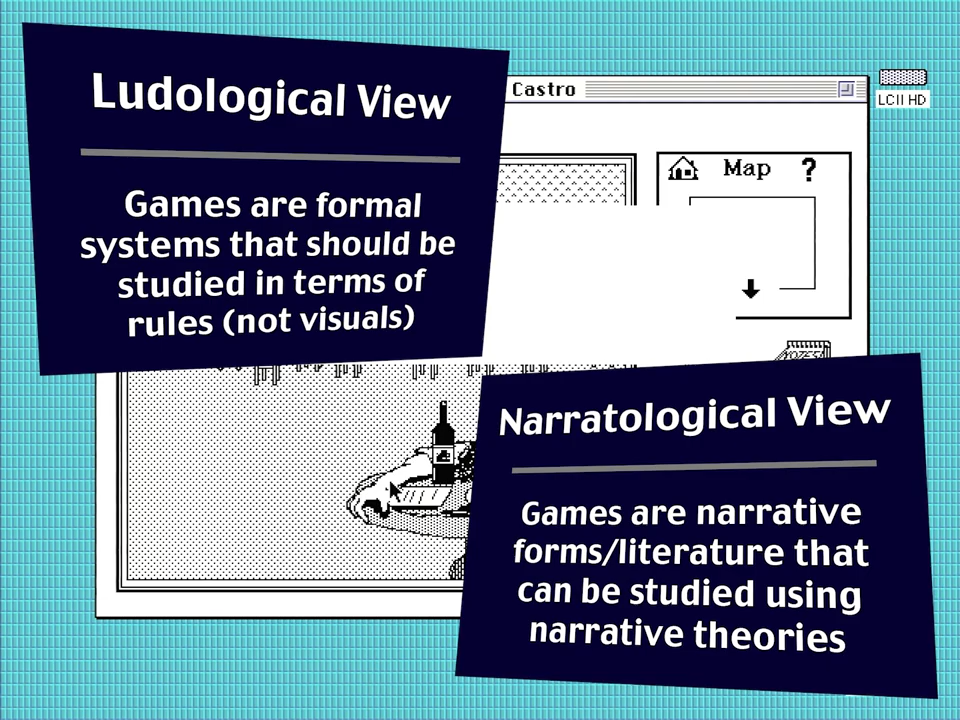 Ludological View
Games are formal
systems that should be
studied in terms of
rules (not visuals)
Castro
LCII HD
Map
?
NOTES
Narratological View
Games are narrative
forms/literature that
can be studied using
narrative theories